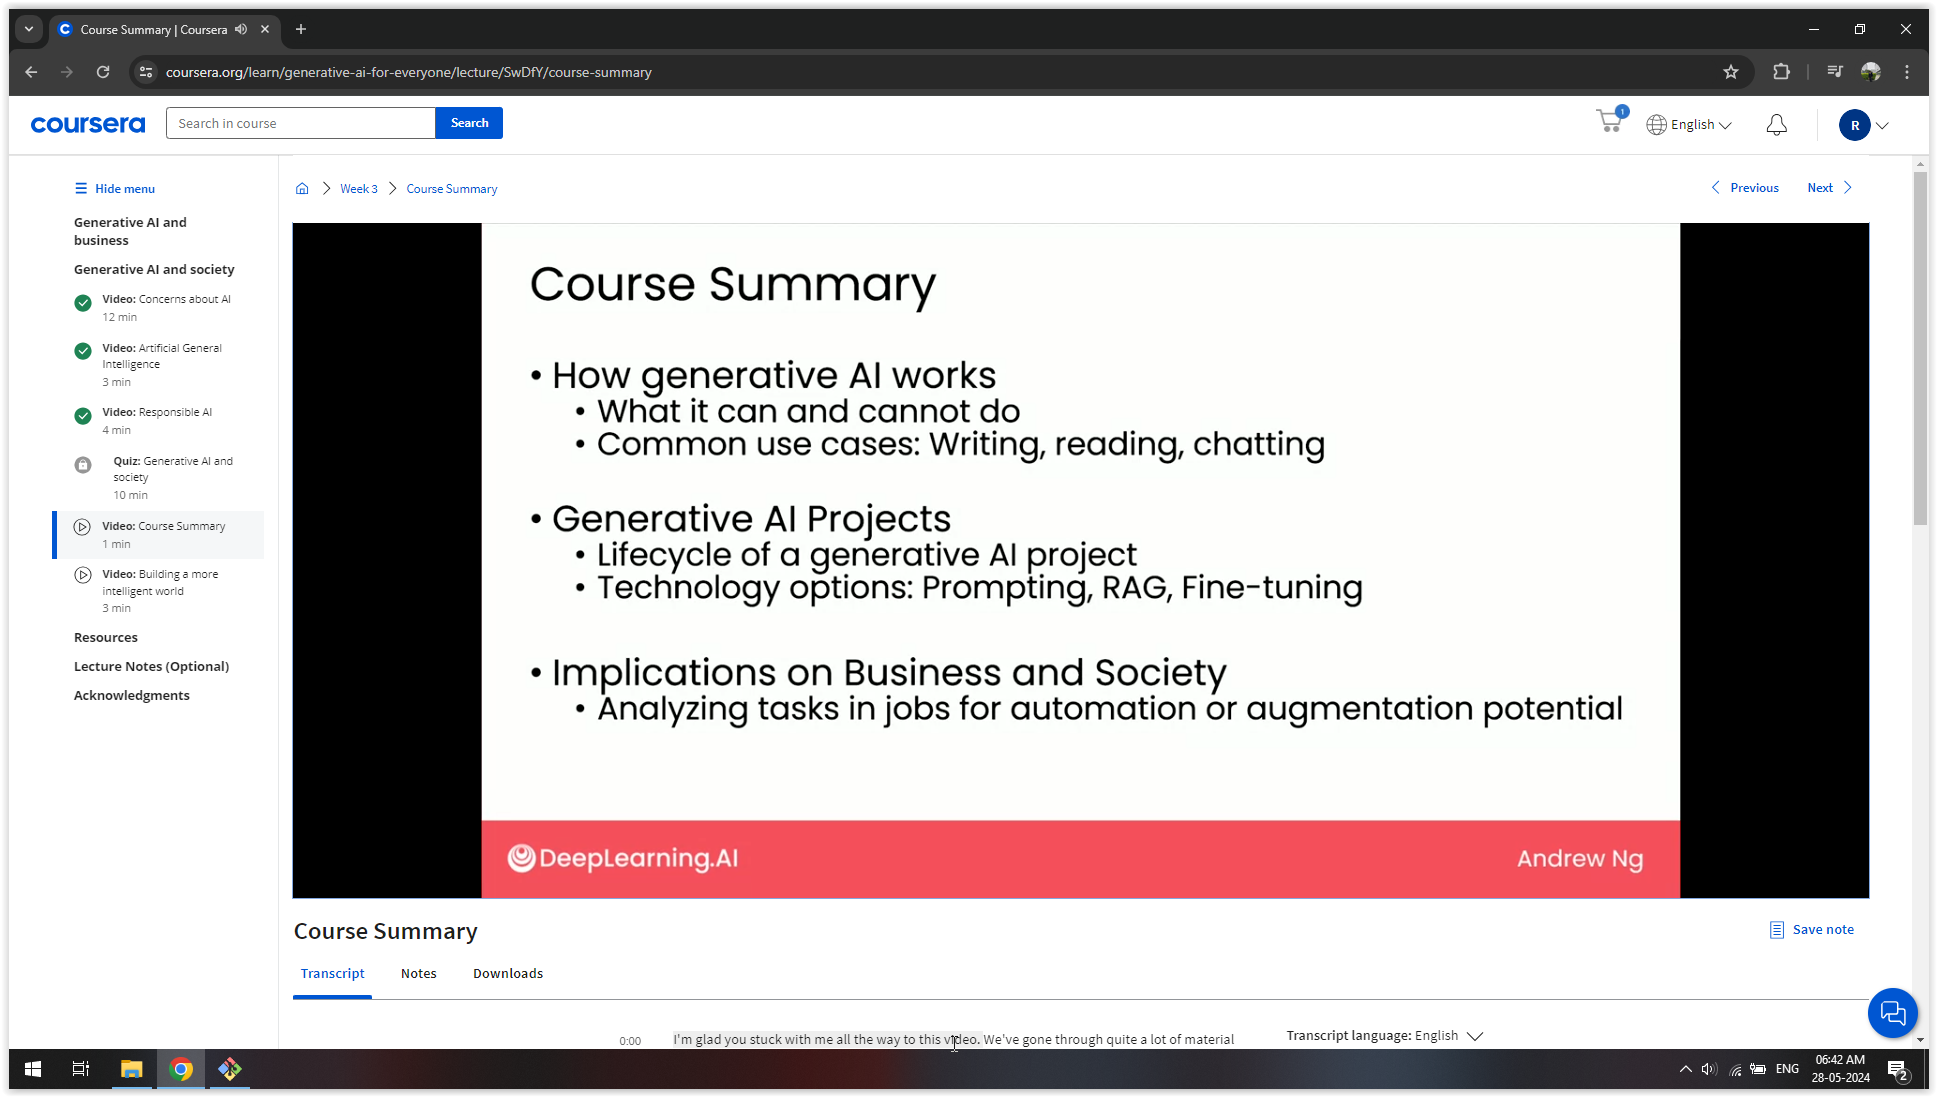 Course Summary | Coursera
coursera.org/learn/generative-ai-for-everyone/lecture/SwDfY/course-summary
coursera
Search in course
Search
1
English
R
Hide menu
Week 3
Course Summary
Previous
Next
Generative AI and
business
Generative AI and society
Video: Concerns about AI
12 min
Video: Artificial General
Intelligence
3 min
Video: Responsible AI
4 min
Quiz: Generative AI and
society
10 min
Video: Course Summary
1 min
Video: Building a more
intelligent world
3 min
Resources
Lecture Notes (Optional)
Acknowledgments
Course Summary
• How generative AI works
• What it can and cannot do
• Common use cases: Writing, reading, chatting
• Generative AI Projects
• Lifecycle of a generative AI project
• Technology options: Prompting, RAG, Fine-tuning
• Implications on Business and Society
• Analyzing tasks in jobs for automation or augmentation potential
DeepLearning.AI
Andrew Ng
Course Summary
Save note
Transcript
Notes
Downloads
0:00
I'm glad you stuck with me all the way to this video. We've gone through quite a lot of material
Transcript language: English
ENG
06:42 AM
28-05-2024
2